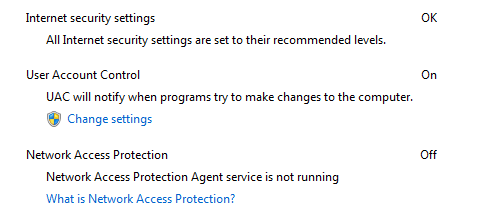 Internet security settings OK
All Internet security settings are set to their recommended levels.
User Account Control On
UAC will notify when programs try to make changes to the computer.
Change settings
Network Access Protection Off
Network Access Protection Agent service is not running
What is Network Access Protection?